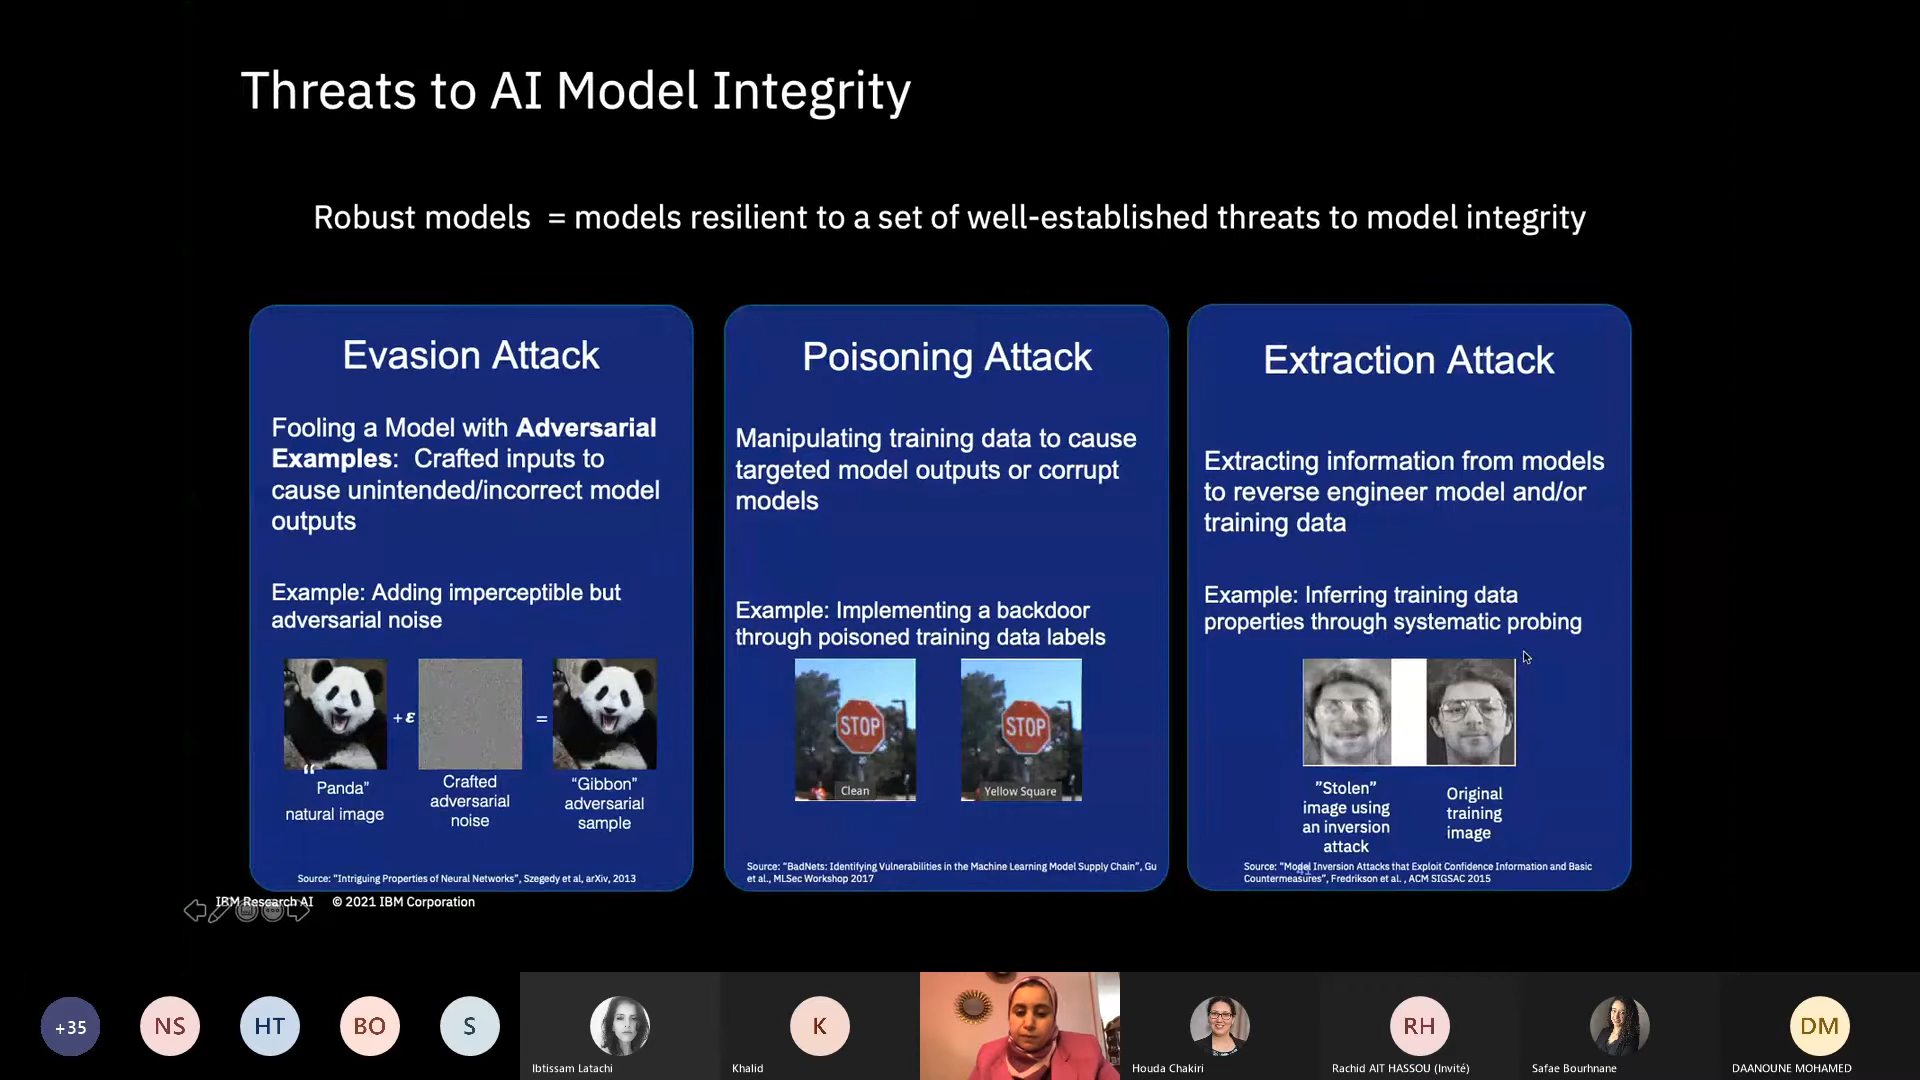 Threats to AI Model Integrity
Robust models = models resilient to a set of well-established threats to model integrity
Evasion Attack
Fooling a Model with Adversarial
Examples: Crafted inputs to
cause unintended/incorrect model
outputs
Example: Adding imperceptible but
adversarial noise
+ε
=
“
Panda”
natural image
Crafted
adversarial
noise
“Gibbon”
adversarial
sample
Source: “Intriguing Properties of Neural Networks”, Szegedy et al, arXiv, 2013
Poisoning Attack
Manipulating training data to cause
targeted model outputs or corrupt
models
Example: Implementing a backdoor
through poisoned training data labels
STOP
Clean
STOP
Yellow Square
Source: “BadNets: Identifying Vulnerabilities in the Machine Learning Model Supply Chain”, Gu
et al., MLSec Workshop 2017
Extraction Attack
Extracting information from models
to reverse engineer model and/or
training data
Example: Inferring training data
properties through systematic probing
”Stolen”
image using
an inversion
attack
Original
training
image
Source: “Model Inversion Attacks that Exploit Confidence Information and Basic
Countermeasures”, Fredrikson et al. , ACM SIGSAC 2015
41
IBM Research AI © 2021 IBM Corporation
+35
NS
HT
BO
S
Ibtissam Latachi
K
Khalid
Houda Chakiri
RH
Rachid AIT HASSOU (Invité)
Safae Bourhnane
DM
DAANOUNE MOHAMED